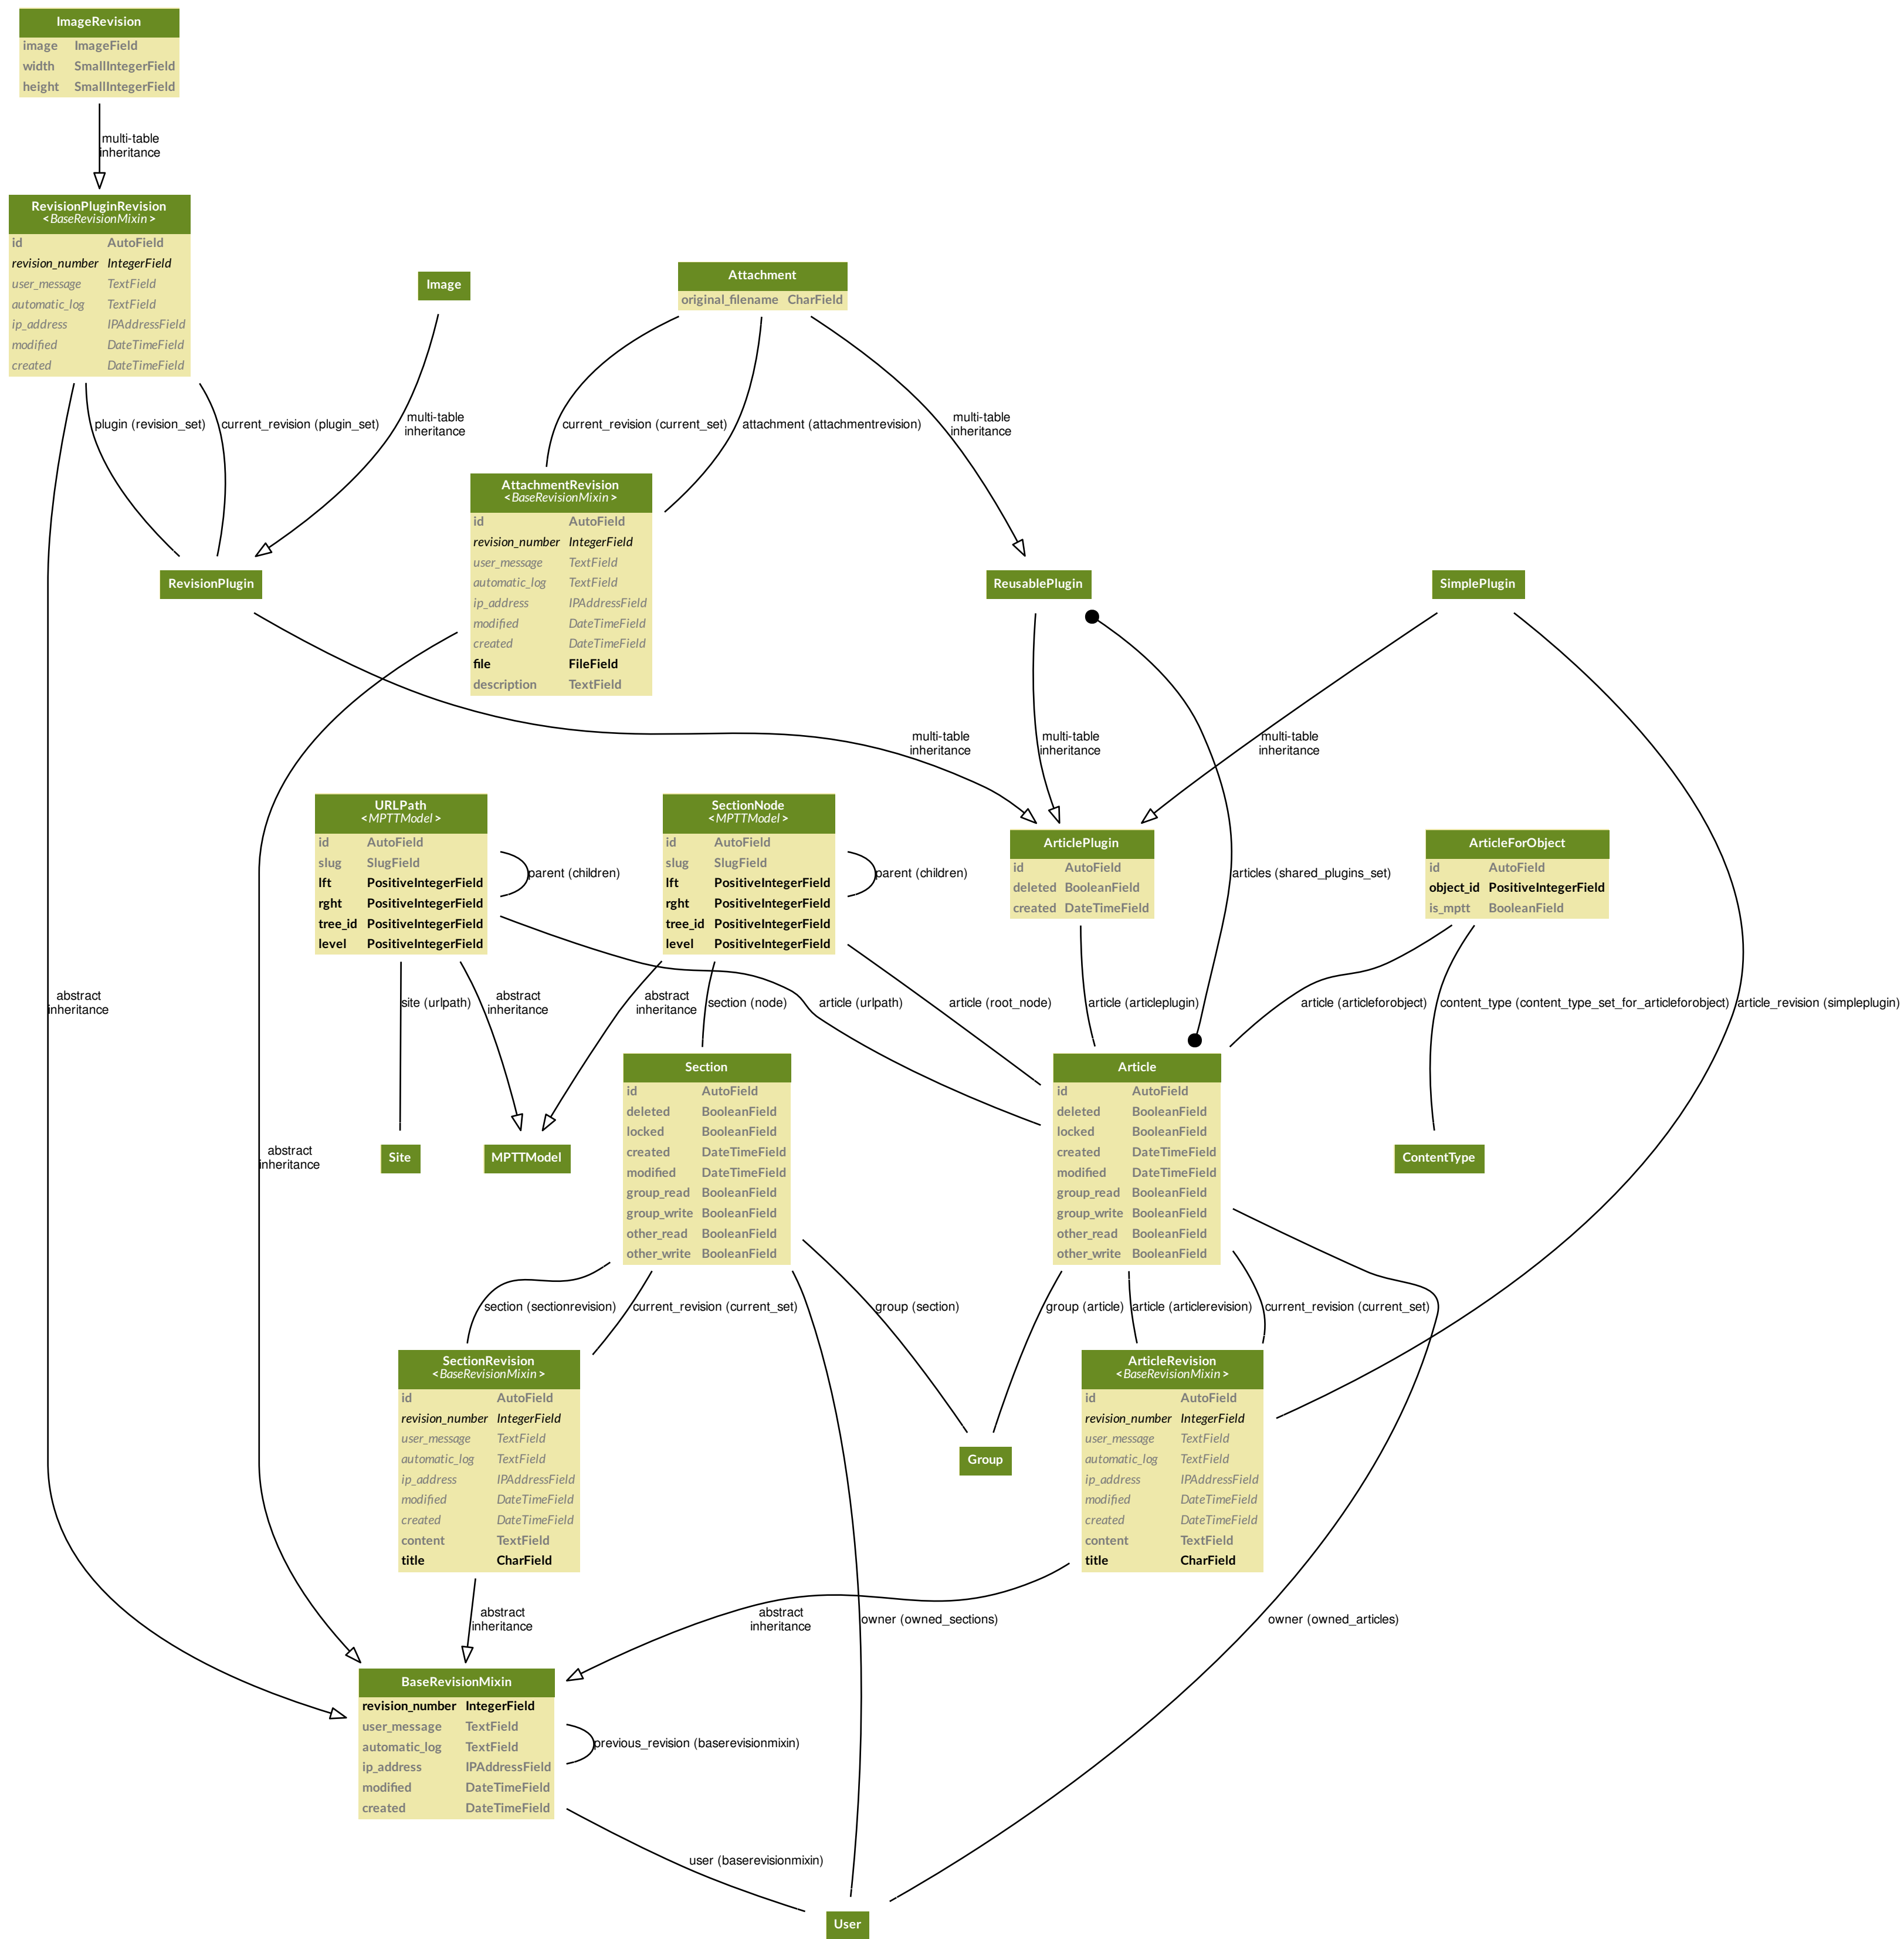 ImageRevision
image ImageField
width SmallIntegerField
height SmallIntegerField
multi-table
inheritance
RevisionPluginRevision
<BaseRevisionMixin>
id AutoField
revision_number IntegerField
user_message TextField
automatic_log TextField
ip_address IPAddressField
modified DateTimeField
created DateTimeField
Image
Attachment
original_filename CharField
plugin (revision_set)
current_revision (plugin_set)
multi-table
inheritance
current_revision (current_set)
attachment (attachmentrevision)
multi-table
inheritance
AttachmentRevision
<BaseRevisionMixin>
id AutoField
revision_number IntegerField
user_message TextField
automatic_log TextField
ip_address IPAddressField
modified DateTimeField
created DateTimeField
file FileField
description TextField
RevisionPlugin
ReusablePlugin
SimplePlugin
multi-table
inheritance
multi-table
inheritance
multi-table
inheritance
URLPath
<MPTTModel>
id AutoField
slug SlugField
lft PositiveIntegerField
rght PositiveIntegerField
tree_id PositiveIntegerField
level PositiveIntegerField
parent (children)
SectionNode
<MPTTModel>
id AutoField
slug SlugField
lft PositiveIntegerField
rght PositiveIntegerField
tree_id PositiveIntegerField
level PositiveIntegerField
parent (children)
ArticlePlugin
id AutoField
deleted BooleanField
created DateTimeField
articles (shared_plugins_set)
ArticleForObject
id AutoField
object_id PositiveIntegerField
is_mptt BooleanField
abstract
inheritance
site (urlpath)
abstract
inheritance
abstract
inheritance
section (node)
article (urlpath)
article (root_node)
article (articleplugin)
article (articleforobject)
content_type (content_type_set_for_articleforobject)
article_revision (simpleplugin)
abstract
inheritance
Site
MPTTModel
Section
id AutoField
deleted BooleanField
locked BooleanField
created DateTimeField
modified DateTimeField
group_read BooleanField
group_write BooleanField
other_read BooleanField
other_write BooleanField
Article
id AutoField
deleted BooleanField
locked BooleanField
created DateTimeField
modified DateTimeField
group_read BooleanField
group_write BooleanField
other_read BooleanField
other_write BooleanField
ContentType
section (sectionrevision)
current_revision (current_set)
group (section)
group (article)
article (articlerevision)
current_revision (current_set)
SectionRevision
<BaseRevisionMixin>
id AutoField
revision_number IntegerField
user_message TextField
automatic_log TextField
ip_address IPAddressField
modified DateTimeField
created DateTimeField
content TextField
title CharField
Group
ArticleRevision
<BaseRevisionMixin>
id AutoField
revision_number IntegerField
user_message TextField
automatic_log TextField
ip_address IPAddressField
modified DateTimeField
created DateTimeField
content TextField
title CharField
abstract
inheritance
abstract
inheritance
owner (owned_sections)
owner (owned_articles)
BaseRevisionMixin
revision_number IntegerField
user_message TextField
automatic_log TextField
ip_address IPAddressField
modified DateTimeField
created DateTimeField
previous_revision (baserevisionmixin)
user (baserevisionmixin)
User